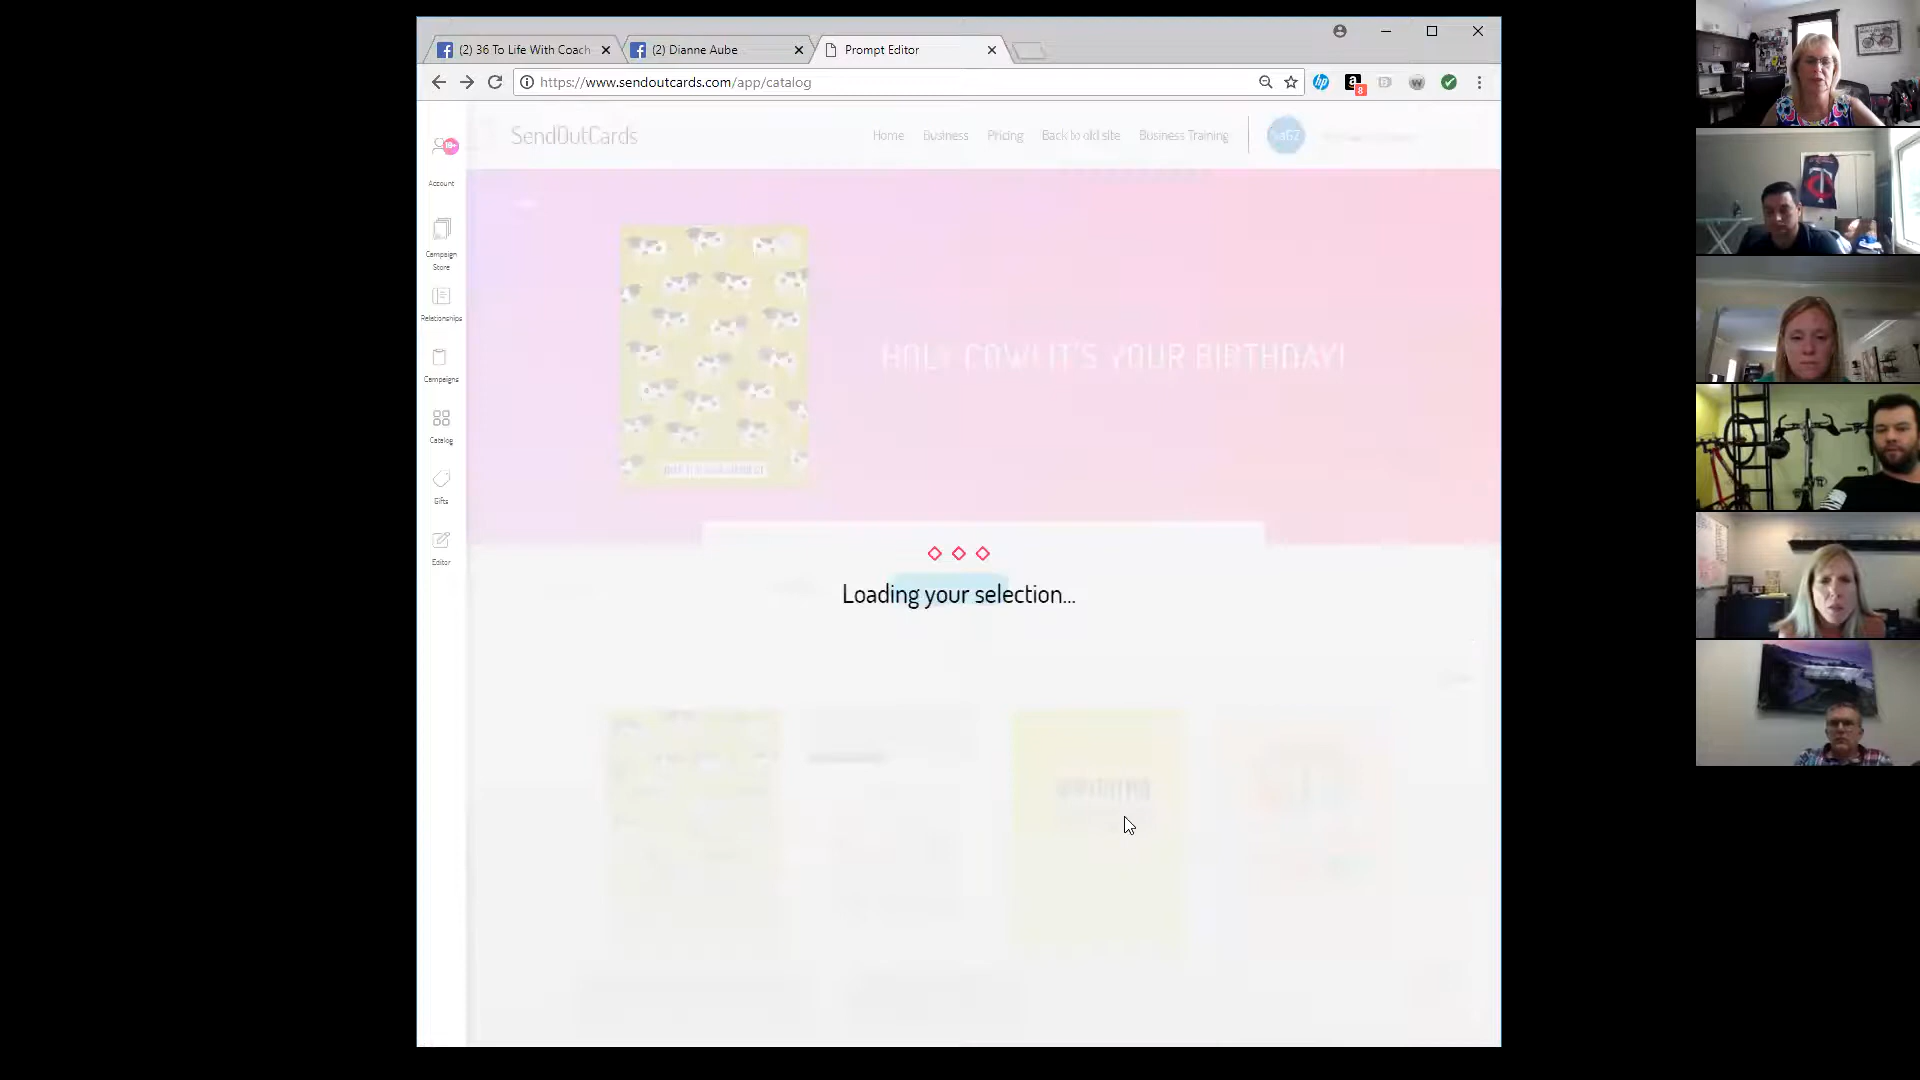 (2) 36 To Life With Coach
(2) Dianne Aube
Prompt Editor
https://www.sendoutcards.com/app/catalog
8
SendOutCards
Home
Business
Pricing
Back to old site
Business Training
Account
Campaign
Store
Relationships
Campaigns
Catalog
Gifts
Editor
HOLY COW! IT'S YOUR BIRTHDAY!
Loading your selection...